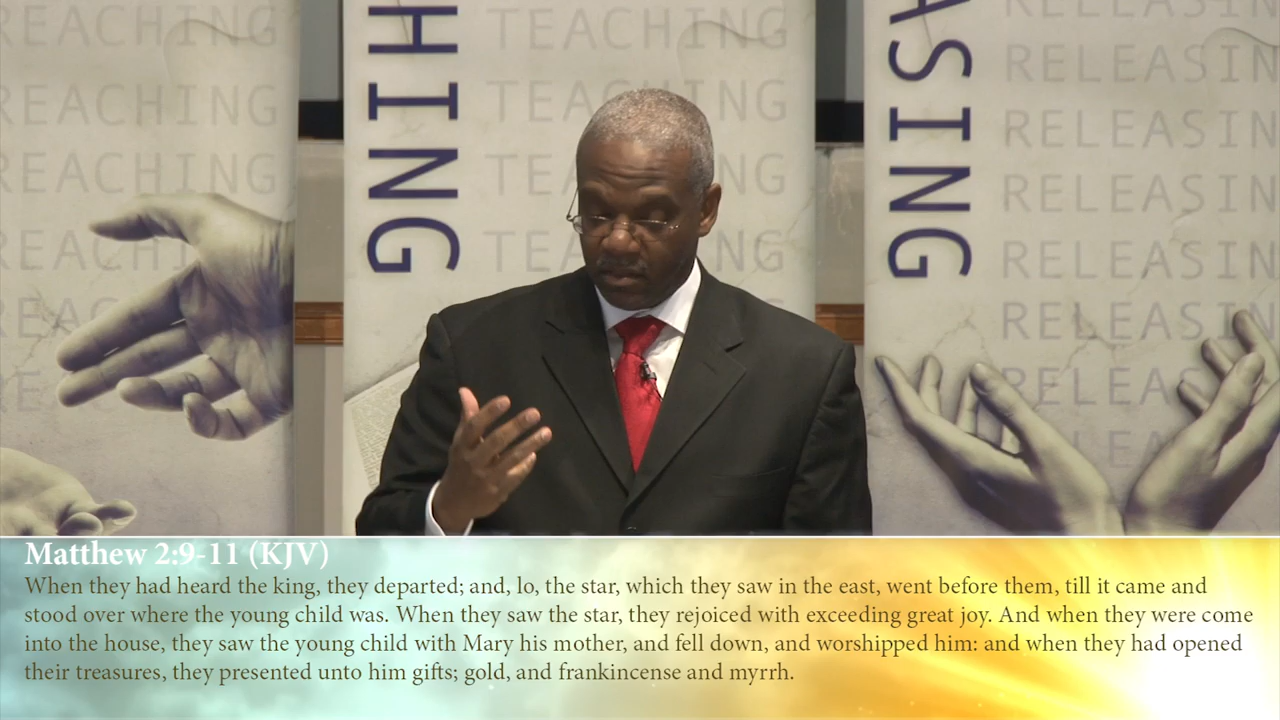 REACHING
REACHING
REACHING
REACHING
HING
TEACHING
ASING
RELEASIN
RELEASIN
RELEASIN
RELEASIN
RELEASIN
RELEASIN
RELEA
Matthew 2:9-11 (KJV)
When they had heard the king, they departed; and, lo, the star, which they saw in the east, went before them, till it came and
stood over where the young child was. When they saw the star, they rejoiced with exceeding great joy. And when they were come
into the house, they saw the young child with Mary his mother, and fell down, and worshipped him: and when they had opened
their treasures, they presented unto him gifts; gold, and frankincense and myrrh.